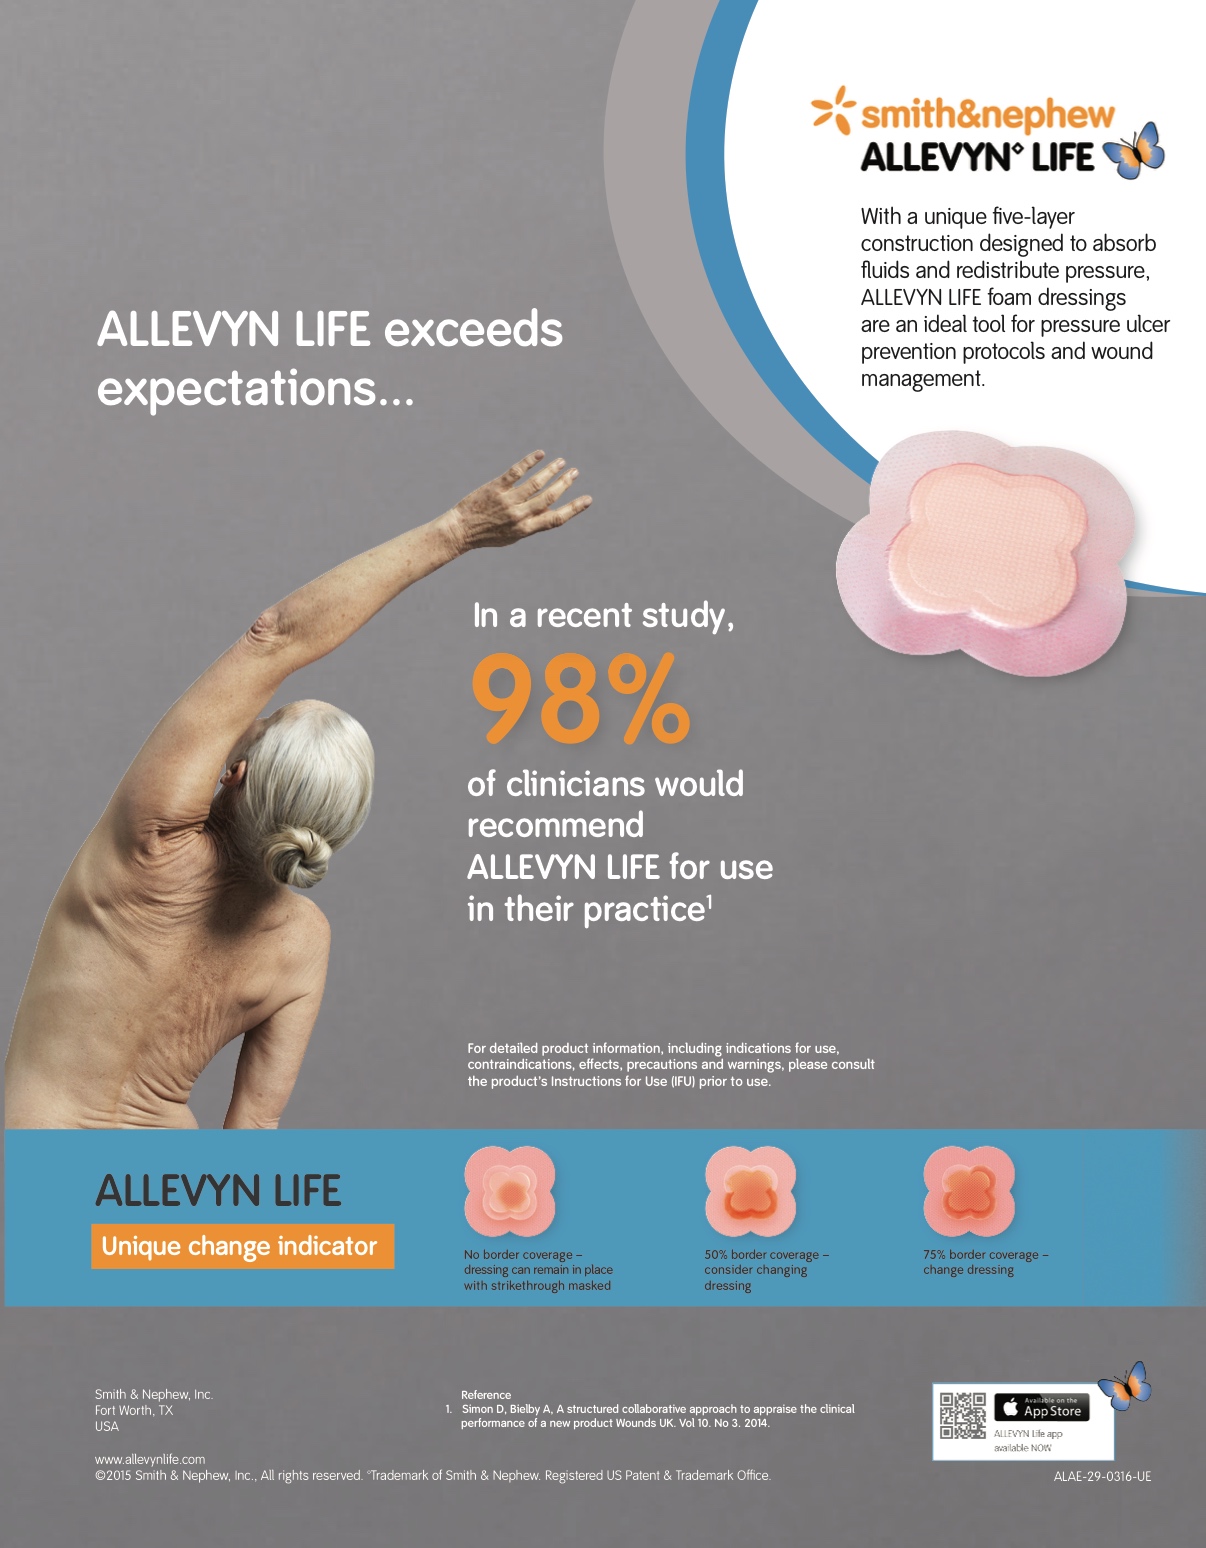 smith&nephew
ALLEVYN◊ LIFE
With a unique five-layer
construction designed to absorb
fluids and redistribute pressure,
ALLEVYN LIFE foam dressings
are an ideal tool for pressure ulcer
prevention protocols and wound
management.
ALLEVYN LIFE exceeds
expectations...
In a recent study,
98%
of clinicians would
recommend
ALLEVYN LIFE for use
in their practice¹
For detailed product information, including indications for use,
contraindications, effects, precautions and warnings, please consult
the product's Instructions for Use (IFU) prior to use.
ALLEVYN LIFE
Unique change indicator
No border coverage –
dressing can remain in place
with strikethrough masked
50% border coverage –
consider changing
dressing
75% border coverage –
change dressing
Smith & Nephew, Inc.
Fort Worth, TX
USA
www.allevynlife.com
©2015 Smith & Nephew, Inc., All rights reserved. ◊Trademark of Smith & Nephew. Registered US Patent & Trademark Office.
Reference
1. Simon D, Bielby A, A structured collaborative approach to appraise the clinical
performance of a new product Wounds UK. Vol 10. No 3. 2014.
Available on the
App Store
ALLEVYN Life app
available NOW
ALAE-29-0316-UE